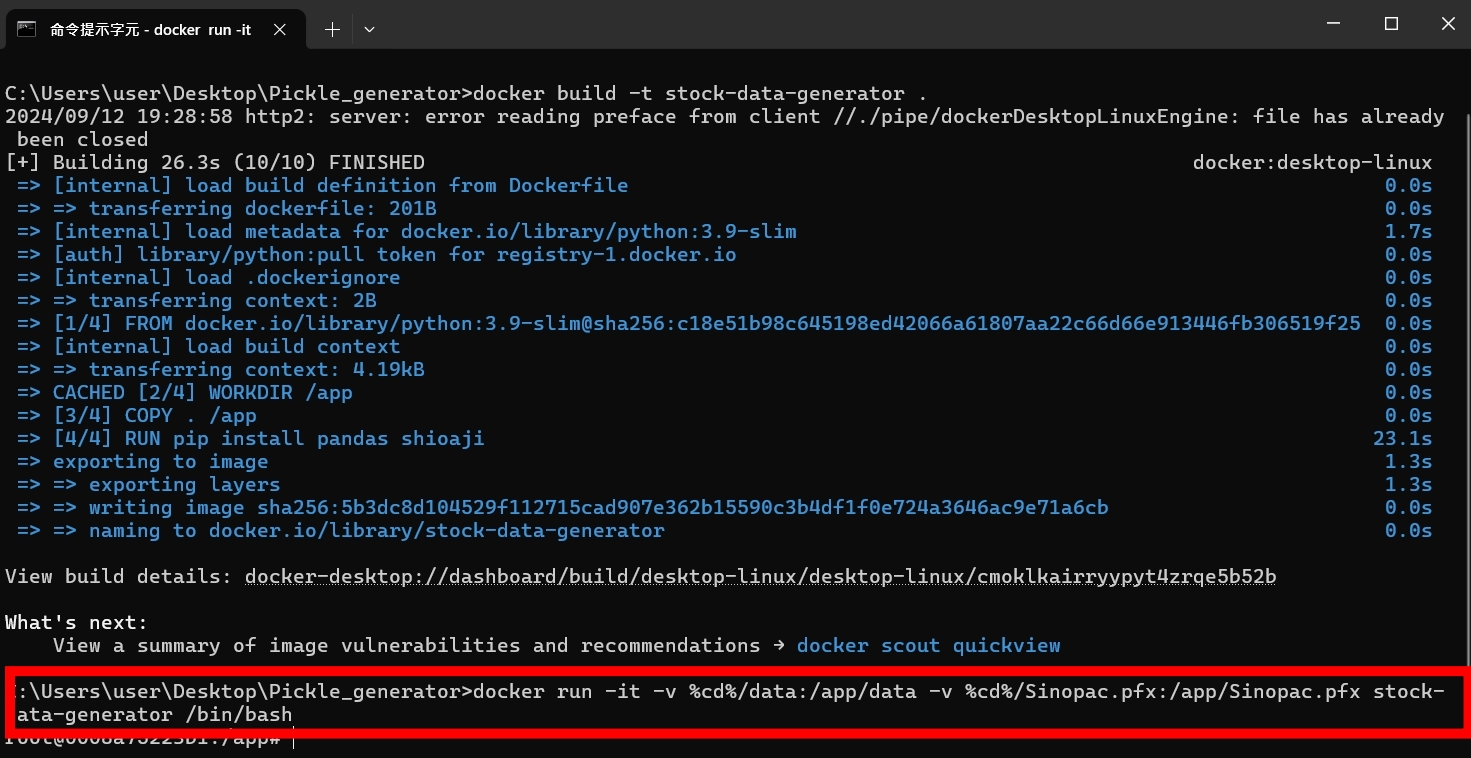 命令提示字元 - docker run -it
C:\Users\user\Desktop\Pickle_generator>docker build -t stock-data-generator .
2024/09/12 19:28:58 http2: server: error reading preface from client //./pipe/dockerDesktopLinuxEngine: file has already
been closed
[+] Building 26.3s (10/10) FINISHED docker:desktop-linux
=> [internal] load build definition from Dockerfile 0.0s
=> => transferring dockerfile: 201B 0.0s
=> [internal] load metadata for docker.io/library/python:3.9-slim 1.7s
=> [auth] library/python:pull token for registry-1.docker.io 0.0s
=> [internal] load .dockerignore 0.0s
=> => transferring context: 2B 0.0s
=> [1/4] FROM docker.io/library/python:3.9-slim@sha256:c18e51b98c645198ed42066a61807aa22c66d66e913446fb306519f25 0.0s
=> [internal] load build context 0.0s
=> => transferring context: 4.19kB 0.0s
=> CACHED [2/4] WORKDIR /app 0.0s
=> [3/4] COPY . /app 0.0s
=> [4/4] RUN pip install pandas shioaji 23.1s
=> exporting to image 1.3s
=> => exporting layers 1.3s
=> => writing image sha256:5b3dc8d104529f112715cad907e362b15590c3b4df1f0e724a3646ac9e71a6cb 0.0s
=> => naming to docker.io/library/stock-data-generator 0.0s
View build details: docker-desktop://dashboard/build/desktop-linux/desktop-linux/cmoklkairryypyt4zrqe5b52b
What's next:
View a summary of image vulnerabilities and recommendations → docker scout quickview
:\Users\user\Desktop\Pickle_generator>docker run -it -v %cd%/data:/app/data -v %cd%/Sinopac.pfx:/app/Sinopac.pfx stock-
ata-generator /bin/bash